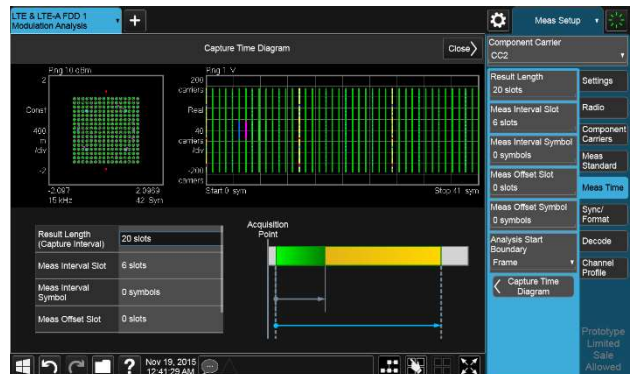 LTE & LTE-A FDD 1
Modulation Analysis
Meas Setup
Capture Time Diagram
Close
Component Carrier
CC2
Rng 10 dBm
2
Const
400
m
/div
-2
-2.097
2.0969
15 kHz
42 Sym
Rng 1 V
200
carriers
Real
40
carriers
/div
-200
carriers
Start 0 sym
Stop 41 sym
Result Length
20 slots
Meas Interval Slot
6 slots
Meas Interval Symbol
0 symbols
Meas Offset Slot
0 slots
Meas Offset Symbol
0 symbols
Analysis Start
Boundary
Frame
Capture Time
Diagram
Settings
Radio
Component
Carriers
Meas
Standard
Meas Time
Sync/
Format
Decode
Channel
Profile
Result Length
(Capture Interval)
20 slots
Meas Interval Slot
6 slots
Meas Interval
Symbol
0 symbols
Meas Offset Slot
0 slots
Acquisition
Point
Prototype
Limited
Sale
Allowed
?
Nov 19, 2015
12:41:29 AM